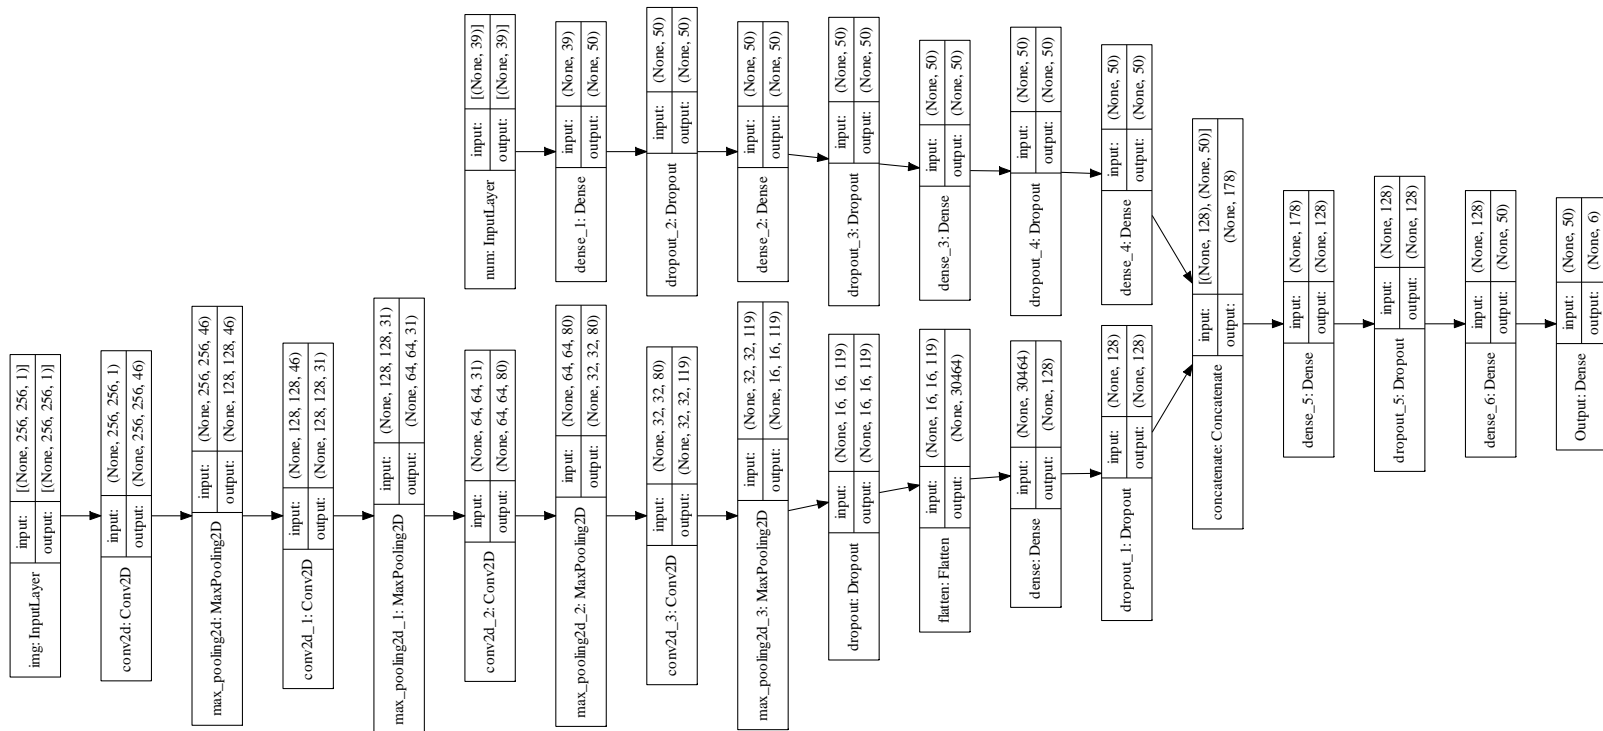 num: InputLayer
input:
output:
[(None, 39)]
[(None, 39)]
dense_1: Dense
input:
output:
(None, 39)
(None, 50)
dropout_2: Dropout
input:
output:
(None, 50)
(None, 50)
dense_2: Dense
input:
output:
(None, 50)
(None, 50)
dropout_3: Dropout
input:
output:
(None, 50)
(None, 50)
dense_3: Dense
input:
output:
(None, 50)
(None, 50)
dropout_4: Dropout
input:
output:
(None, 50)
(None, 50)
dense_4: Dense
input:
output:
(None, 50)
(None, 50)
img: InputLayer
input:
output:
[(None, 256, 256, 1)]
[(None, 256, 256, 1)]
conv2d: Conv2D
input:
output:
(None, 256, 256, 1)
(None, 256, 256, 46)
max_pooling2d: MaxPooling2D
input:
output:
(None, 256, 256, 46)
(None, 128, 128, 46)
conv2d_1: Conv2D
input:
output:
(None, 128, 128, 46)
(None, 128, 128, 31)
max_pooling2d_1: MaxPooling2D
input:
output:
(None, 128, 128, 31)
(None, 64, 64, 31)
conv2d_2: Conv2D
input:
output:
(None, 64, 64, 31)
(None, 64, 64, 80)
max_pooling2d_2: MaxPooling2D
input:
output:
(None, 64, 64, 80)
(None, 32, 32, 80)
conv2d_3: Conv2D
input:
output:
(None, 32, 32, 80)
(None, 32, 32, 119)
max_pooling2d_3: MaxPooling2D
input:
output:
(None, 32, 32, 119)
(None, 16, 16, 119)
dropout: Dropout
input:
output:
(None, 16, 16, 119)
(None, 16, 16, 119)
flatten: Flatten
input:
output:
(None, 16, 16, 119)
(None, 30464)
dense: Dense
input:
output:
(None, 30464)
(None, 128)
dropout_1: Dropout
input:
output:
(None, 128)
(None, 128)
concatenate: Concatenate
input:
output:
[(None, 128), (None, 50)]
(None, 178)
dense_5: Dense
input:
output:
(None, 178)
(None, 128)
dropout_5: Dropout
input:
output:
(None, 128)
(None, 128)
dense_6: Dense
input:
output:
(None, 128)
(None, 50)
Output: Dense
input:
output:
(None, 50)
(None, 6)